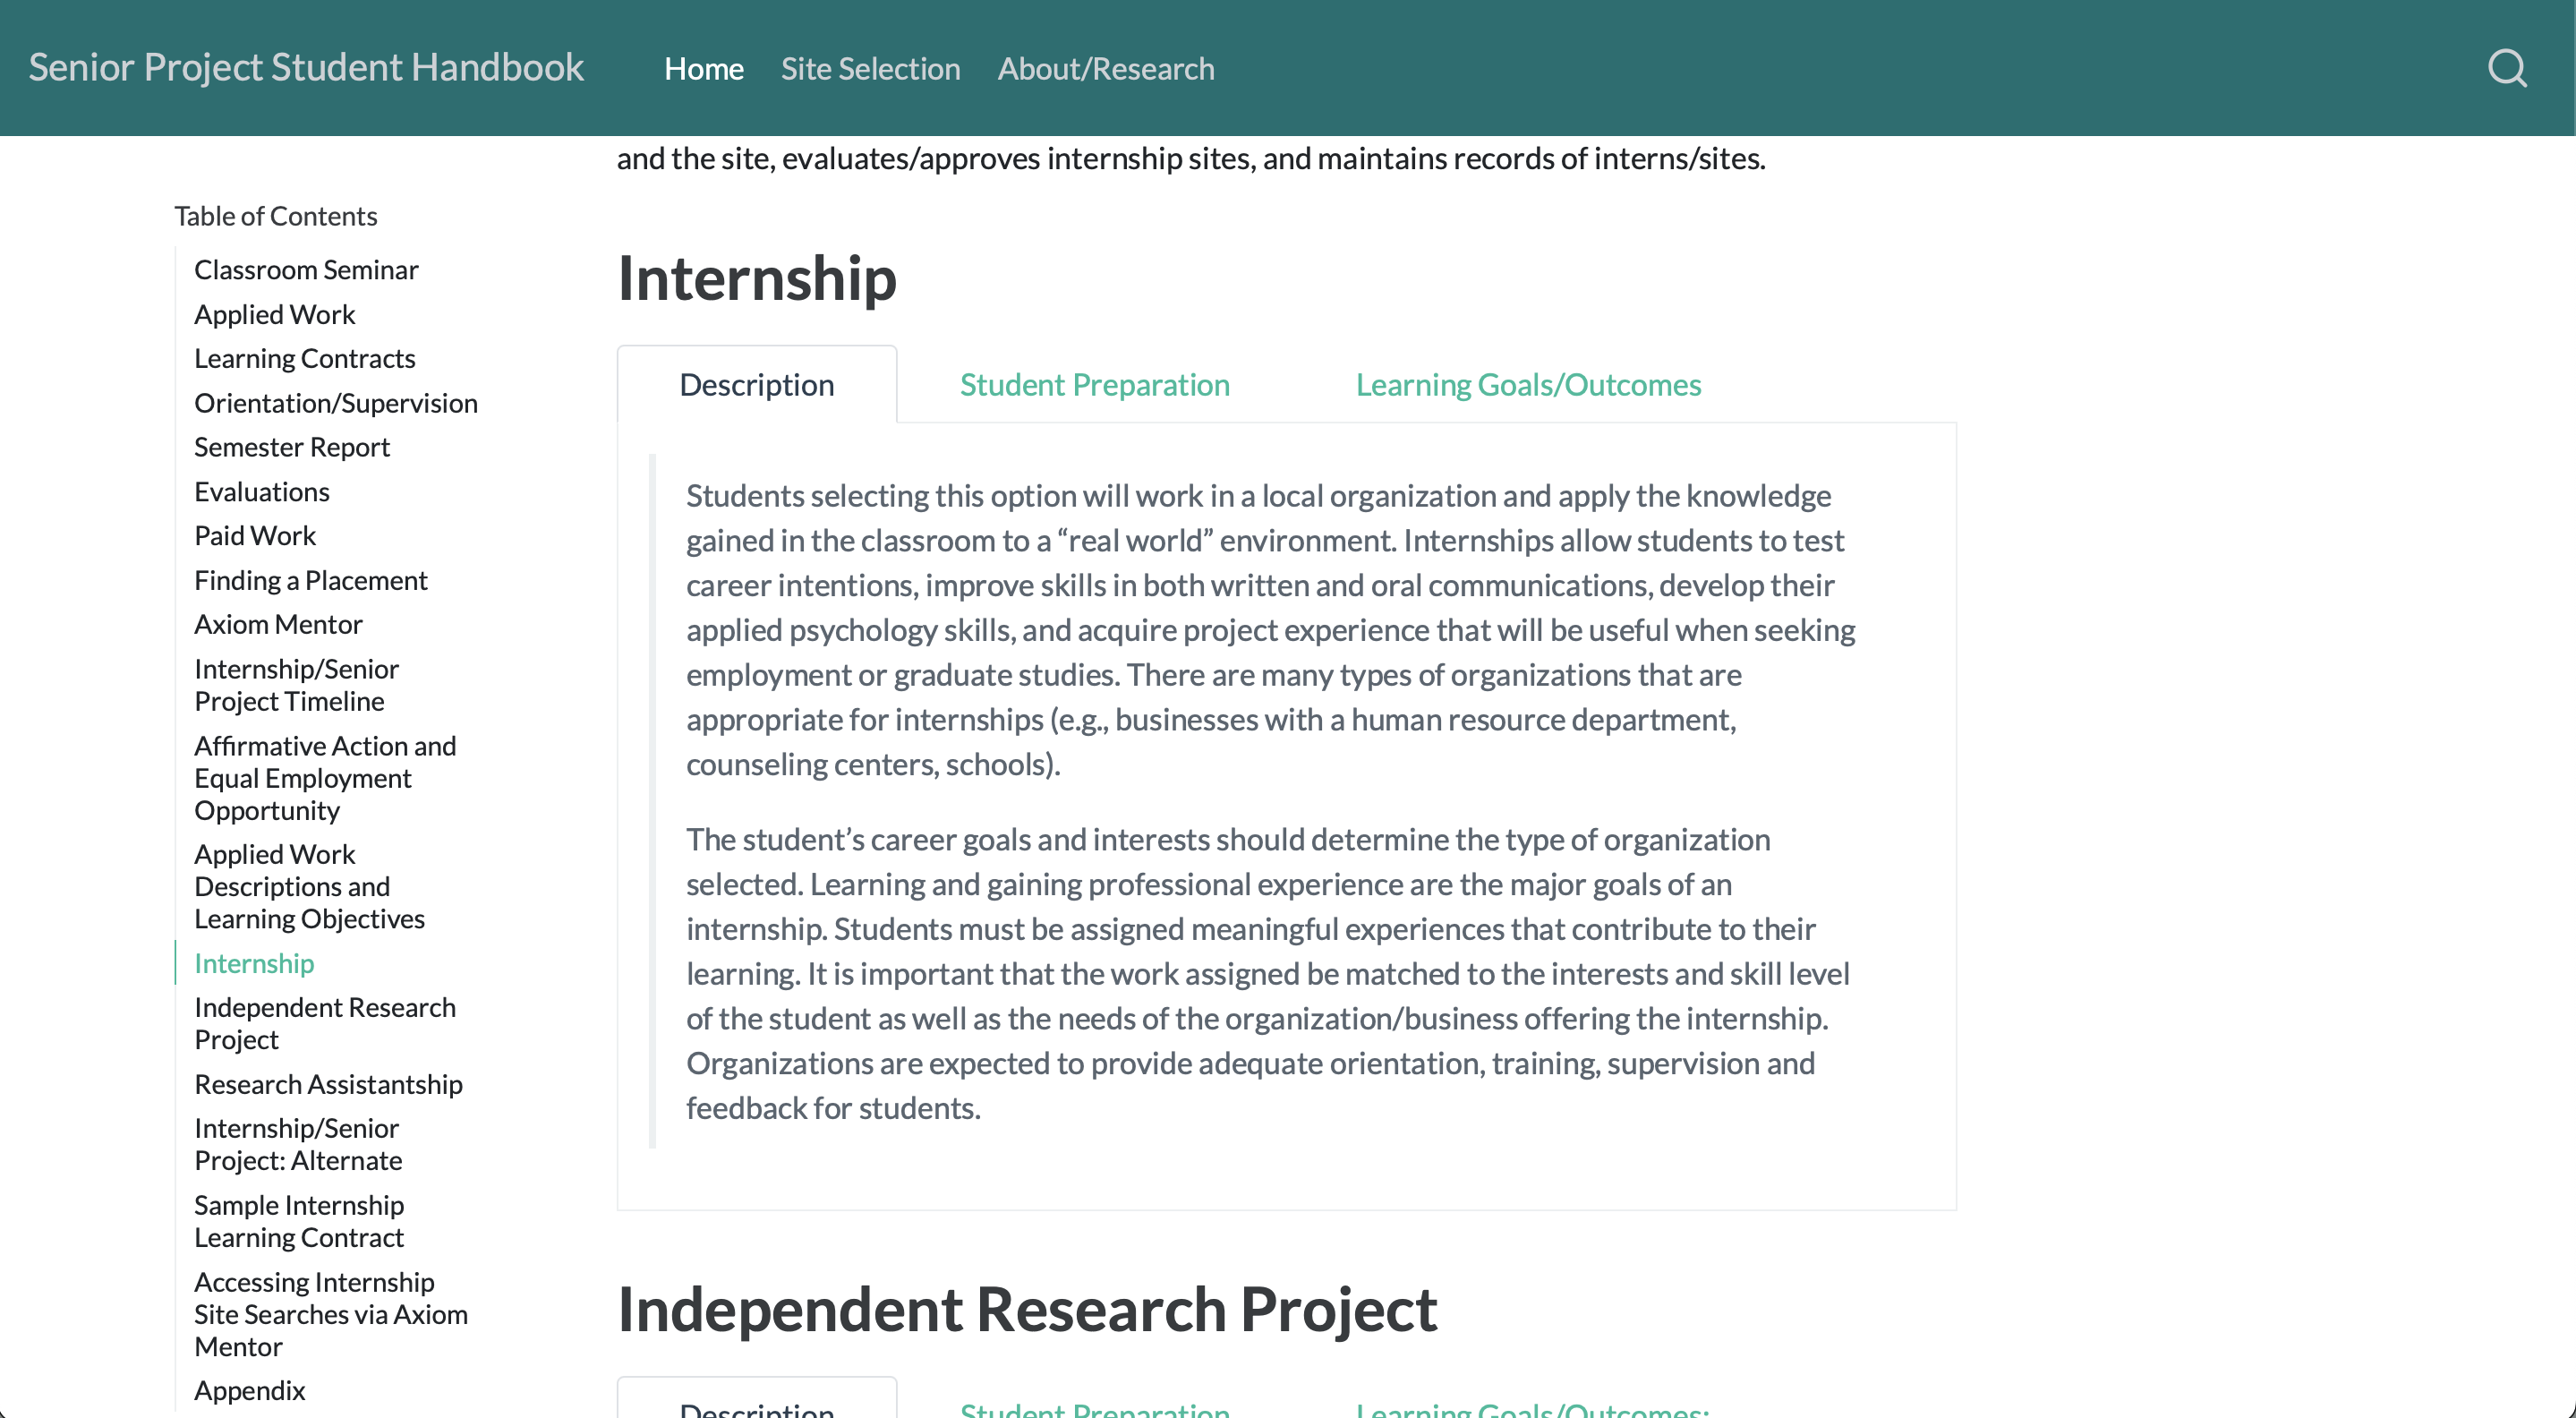 Senior Project Student Handbook
Home
Site Selection
About/Research
Table of Contents
Classroom Seminar
Applied Work
Learning Contracts
Orientation/Supervision
Semester Report
Evaluations
Paid Work
Finding a Placement
Axiom Mentor
Internship/Senior
Project Timeline
Affirmative Action and
Equal Employment
Opportunity
Applied Work
Descriptions and
Learning Objectives
Internship
Independent Research
Project
Research Assistantship
Internship/Senior
Project: Alternate
Sample Internship
Learning Contract
Accessing Internship
Site Searches via Axiom
Mentor
Appendix
and the site, evaluates/approves internship sites, and maintains records of interns/sites.
Internship
Description
Student Preparation
Learning Goals/Outcomes
Students selecting this option will work in a local organization and apply the knowledge
gained in the classroom to a “real world” environment. Internships allow students to test
career intentions, improve skills in both written and oral communications, develop their
applied psychology skills, and acquire project experience that will be useful when seeking
employment or graduate studies. There are many types of organizations that are
appropriate for internships (e.g., businesses with a human resource department,
counseling centers, schools).
The student’s career goals and interests should determine the type of organization
selected. Learning and gaining professional experience are the major goals of an
internship. Students must be assigned meaningful experiences that contribute to their
learning. It is important that the work assigned be matched to the interests and skill level
of the student as well as the needs of the organization/business offering the internship.
Organizations are expected to provide adequate orientation, training, supervision and
feedback for students.
Independent Research Project
Description
Student Preparation
Learning Goals/Outcomes: